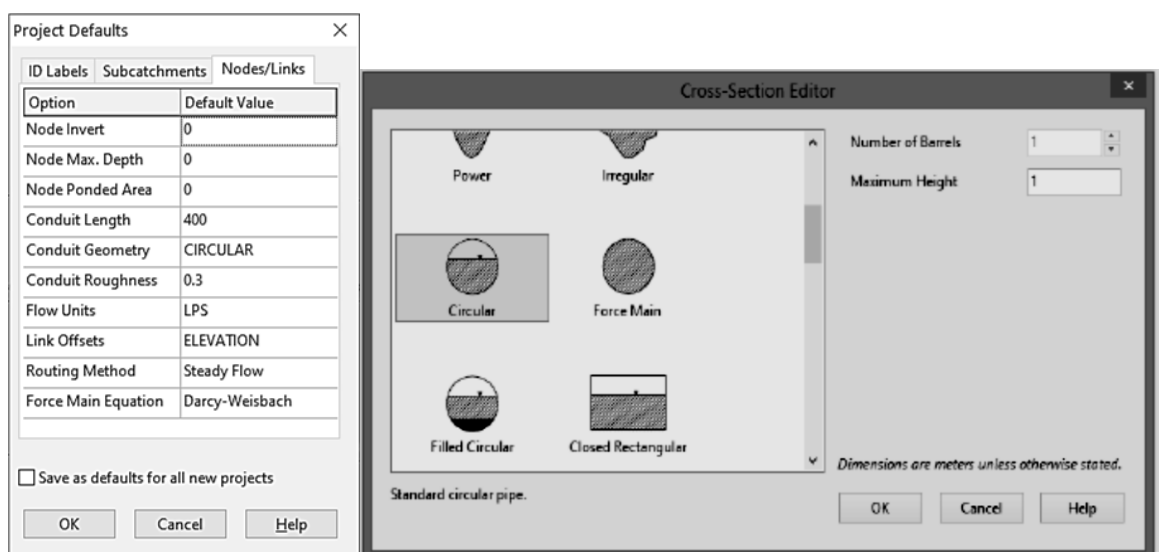 Project Defaults
ID Labels Subcatchments Nodes/Links
Option Default Value
Node Invert 0
Node Max. Depth 0
Node Ponded Area 0
Conduit Length 400
Conduit Geometry CIRCULAR
Conduit Roughness 0.3
Flow Units LPS
Link Offsets ELEVATION
Routing Method Steady Flow
Force Main Equation Darcy-Weisbach
Save as defaults for all new projects
OK Cancel Help
Cross-Section Editor
Power Irregular
Circular Force Main
Filled Circular Closed Rectangular
Standard circular pipe.
Number of Barrels 1
Maximum Height 1
Dimensions are meters unless otherwise stated.
OK Cancel Help